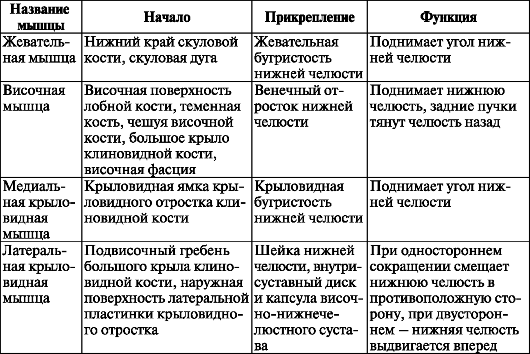 Название мышцы
Начало
Прикрепление
Функция
Жеватель-
ная мышца
Нижний край скуловой
кости, скуловая дуга
Жевательная
бугристость
нижней челюсти
Поднимает угол ниж-
ней челюсти
Височная
мышца
Височная поверхность
лобной кости, теменная
кость, чешуя височной
кости, большое крыло
клиновидной кости,
височная фасция
Венечный от-
росток нижней
челюсти
Поднимает нижнюю
челюсть, задние пучки
тянут челюсть назад
Медиаль-
ная крыло-
видная
мышца
Крыловидная ямка кры-
ловидного отростка кли-
новидной кости
Крыловидная
бугристость
нижней челюсти
Поднимает угол ниж-
ней челюсти
Латераль-
ная крыло-
видная
мышца
Подвисочный гребень
большого крыла клино-
видной кости, наружная
поверхность латеральной
пластинки крыловидно-
го отростка
Шейка нижней
челюсти, внутри-
суставный диск
и капсула височ-
но-нижнече-
люстного суста-
ва
При одностороннем
сокращении смещает
нижнюю челюсть в
противоположную сто-
рону, при двусторон-
нем — нижняя челюсть
выдвигается вперед